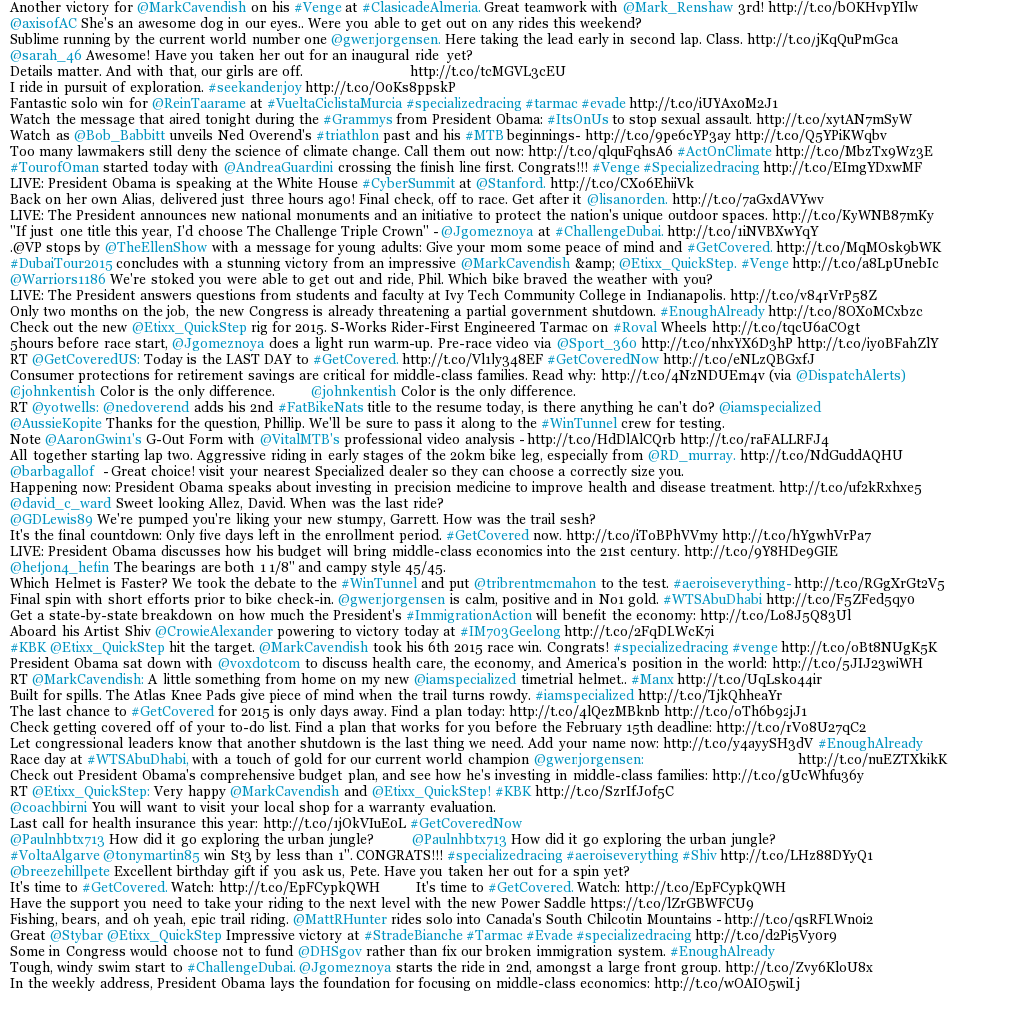 Another victory for @MarkCavendish on his #Venge at #ClasicadeAlmeria. Great teamwork with @Mark_Renshaw 3rd! http://t.co/bOKHvpYIlw
@axisofAC She's an awesome dog in our eyes.. Were you able to get out on any rides this weekend?
Sublime running by the current world number one @gwenjorgensen. Here taking the lead early in second lap. Class. http://t.co/jKqQuPmGca
@sarah_46 Awesome! Have you taken her out for an inaugural ride yet?
Details matter. And with that, our girls are off. http://t.co/tcMGVL3cEU
I ride in pursuit of exploration. #seekanderjoy http://t.co/O0Ks8ppskP
Fantastic solo win for @ReinTaarame at #VueltaCiclistaMurcia #specializedracing #tarmac #evade http://t.co/iUYAx0M2J1
Watch the message that aired tonight during the #Grammys from President Obama: #ItsOnUs to stop sexual assault. http://t.co/xytAN7mSyW
Watch as @Bob_Babbitt unveils Ned Overend's #triathlon past and his #MTB beginnings- http://t.co/9pe6cYP3ay http://t.co/Q5YPiKWqbv
Too many lawmakers still deny the science of climate change. Call them out now: http://t.co/qlquFqhsA6 #ActOnClimate http://t.co/MbzTx9Wz3E
#TourofOman started today with @AndreaGuardini crossing the finish line first. Congrats!!! #Venge #Specializedracing http://t.co/EImgYDxwMF
LIVE: President Obama is speaking at the White House #CyberSummit at @Stanford. http://t.co/CXo6EhiiVk
Back on her own Alias, delivered just three hours ago! Final check, off to race. Get after it @lisanorden. http://t.co/7aGxdAVYwv
LIVE: The President announces new national monuments and an initiative to protect the nation's unique outdoor spaces. http://t.co/KyWNB87mKy
"If just one title this year, I'd choose The Challenge Triple Crown" - @Jgomeznoya at #ChallengeDubai. http://t.co/1iNVBXwYqY
.@VP stops by @TheEllenShow with a message for young adults: Give your mom some peace of mind and #GetCovered. http://t.co/MqMOsk9bWK
#DubaiTour2015 concludes with a stunning victory from an impressive @MarkCavendish &amp; @Etixx_QuickStep. #Venge http://t.co/a8LpUnebIc
@Warriors1186 We're stoked you were able to get out and ride, Phil. Which bike braved the weather with you?
LIVE: The President answers questions from students and faculty at Ivy Tech Community College in Indianapolis. http://t.co/v84rVrP58Z
Only two months on the job, the new Congress is already threatening a partial government shutdown. #EnoughAlready http://t.co/8OXoMCxbzc
Check out the new @Etixx_QuickStep rig for 2015. S-Works Rider-First Engineered Tarmac on #Roval Wheels http://t.co/tqcU6aCOgt
5hours before race start, @Jgomeznoya does a light run warm-up. Pre-race video via @Sport_360 http://t.co/nhxYX6D3hP http://t.co/iy0BFahZlY
RT @GetCoveredUS: Today is the LAST DAY to #GetCovered. http://t.co/Vl1ly348EF #GetCoveredNow http://t.co/eNLzQBGxfJ
Consumer protections for retirement savings are critical for middle-class families. Read why: http://t.co/4NzNDUEm4v (via @DispatchAlerts)
@johnkentish Color is the only difference. @johnkentish Color is the only difference.
RT @yotwells: @nedoverend adds his 2nd #FatBikeNats title to the resume today, is there anything he can't do? @iamspecialized
@AussieKopite Thanks for the question, Phillip. We'll be sure to pass it along to the #WinTunnel crew for testing.
Note @AaronGwin1's G-Out Form with @VitalMTB's professional video analysis - http://t.co/HdDlAlCQrb http://t.co/raFALLRFJ4
All together starting lap two. Aggressive riding in early stages of the 20km bike leg, especially from @RD_murray. http://t.co/NdGuddAQHU
@barbagallof - Great choice! visit your nearest Specialized dealer so they can choose a correctly size you.
Happening now: President Obama speaks about investing in precision medicine to improve health and disease treatment. http://t.co/uf2kRxhxe5
@david_c_ward Sweet looking Allez, David. When was the last ride?
@GDLewis89 We're pumped you're liking your new stumpy, Garrett. How was the trail sesh?
It's the final countdown: Only five days left in the enrollment period. #GetCovered now. http://t.co/iToBPhVVmy http://t.co/hYgwhVrPa7
LIVE: President Obama discusses how his budget will bring middle-class economics into the 21st century. http://t.co/9Y8HDe9GIE
@hefjon4_hefin The bearings are both 1 1/8" and campy style 45/45.
Which Helmet is Faster? We took the debate to the #WinTunnel and put @tribrentmcmahon to the test. #aeroiseverything- http://t.co/RGgXrGt2V5
Final spin with short efforts prior to bike check-in. @gwenjorgensen is calm, positive and in No1 gold. #WTSAbuDhabi http://t.co/F5ZFed5qy0
Get a state-by-state breakdown on how much the President's #ImmigrationAction will benefit the economy: http://t.co/Lo8J5Q83Ul
Aboard his Artist Shiv @CrowieAlexander powering to victory today at #IM703Geelong http://t.co/2FqDLWcK7i
#KBK @Etixx_QuickStep hit the target. @MarkCavendish took his 6th 2015 race win. Congrats! #specializedracing #venge http://t.co/oBt8NUgK5K
President Obama sat down with @voxdotcom to discuss health care, the economy, and America's position in the world: http://t.co/5JIJ23wiWH
RT @MarkCavendish: A little something from home on my new @iamspecialized timetrial helmet.. #Manx http://t.co/UqLsko44ir
Built for spills. The Atlas Knee Pads give piece of mind when the trail turns rowdy. #iamspecialized http://t.co/TjkQhheaYr
The last chance to #GetCovered for 2015 is only days away. Find a plan today: http://t.co/4lQezMBknb http://t.co/oTh6b92jJ1
Check getting covered off of your to-do list. Find a plan that works for you before the February 15th deadline: http://t.co/rVo8U27qC2
Let congressional leaders know that another shutdown is the last thing we need. Add your name now: http://t.co/y4ayySH3dV #EnoughAlready
Race day at #WTSAbuDhabi, with a touch of gold for our current world champion @gwenjorgensen: http://t.co/nuEZTXkikK
Check out President Obama's comprehensive budget plan, and see how he's investing in middle-class families: http://t.co/gUcWhfu36y
RT @Etixx_QuickStep: Very happy @MarkCavendish and @Etixx_QuickStep! #KBK http://t.co/SzrIfJof5C
@coachbirni You will want to visit your local shop for a warranty evaluation.
Last call for health insurance this year: http://t.co/1jOkVIuEoL #GetCoveredNow
@Paulnhbtx713 How did it go exploring the urban jungle? @Paulnhbtx713 How did it go exploring the urban jungle?
#VoltaAlgarve @tonymartin85 win St3 by less than 1". CONGRATS!!! #specializedracing #aeroiseverything #Shiv http://t.co/LHz88DYyQ1
@breezehillpete Excellent birthday gift if you ask us, Pete. Have you taken her out for a spin yet?
It's time to #GetCovered. Watch: http://t.co/EpFCypkQWH It's time to #GetCovered. Watch: http://t.co/EpFCypkQWH
Have the support you need to take your riding to the next level with the new Power Saddle https://t.co/lZrGBWFCU9
Fishing, bears, and oh yeah, epic trail riding. @MattRHunter rides solo into Canada's South Chilcotin Mountains - http://t.co/qsRFLWnoi2
Great @Stybar @Etixx_QuickStep Impressive victory at #StradeBianche #Tarmac #Evade #specializedracing http://t.co/d2Pi5Vyor9
Some in Congress would choose not to fund @DHSgov rather than fix our broken immigration system. #EnoughAlready
Tough, windy swim start to #ChallengeDubai. @Jgomeznoya starts the ride in 2nd, amongst a large front group. http://t.co/Zvy6KloU8x
In the weekly address, President Obama lays the foundation for focusing on middle-class economics: http://t.co/wOAIO5wiLj